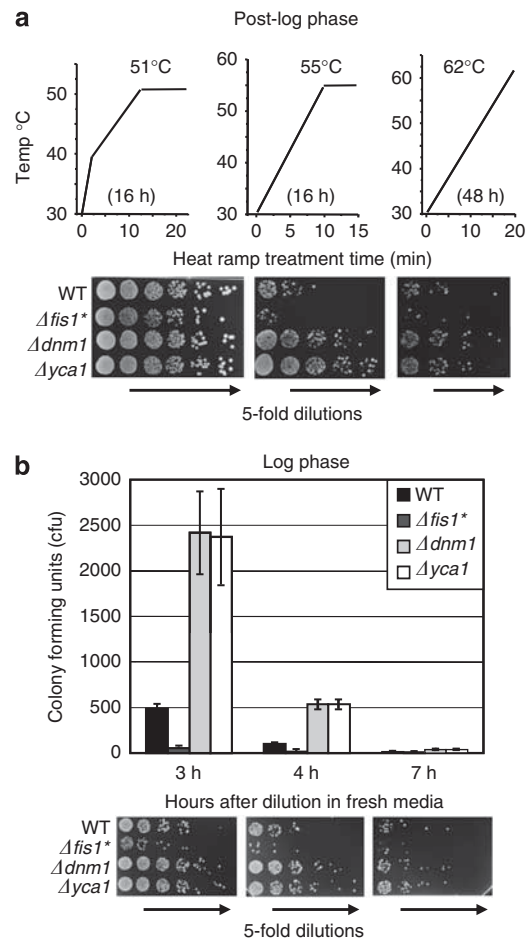 a
Post-log phase
51°C
55°C
62°C
Temp °C
50
40
30
60
50
40
30
60
50
40
30
(16 h)
(16 h)
(48 h)
0 10 20
0 5 10 15
0 10 20
Heat ramp treatment time (min)
WT
Δfis1*
Δdnm1
Δyca1
5-fold dilutions
b
Log phase
Colony forming units (cfu)
3000
2500
2000
1500
1000
500
0
WT
Δfis1*
Δdnm1
Δyca1
3 h 4 h 7 h
Hours after dilution in fresh media
WT
Δfis1*
Δdnm1
Δyca1
5-fold dilutions